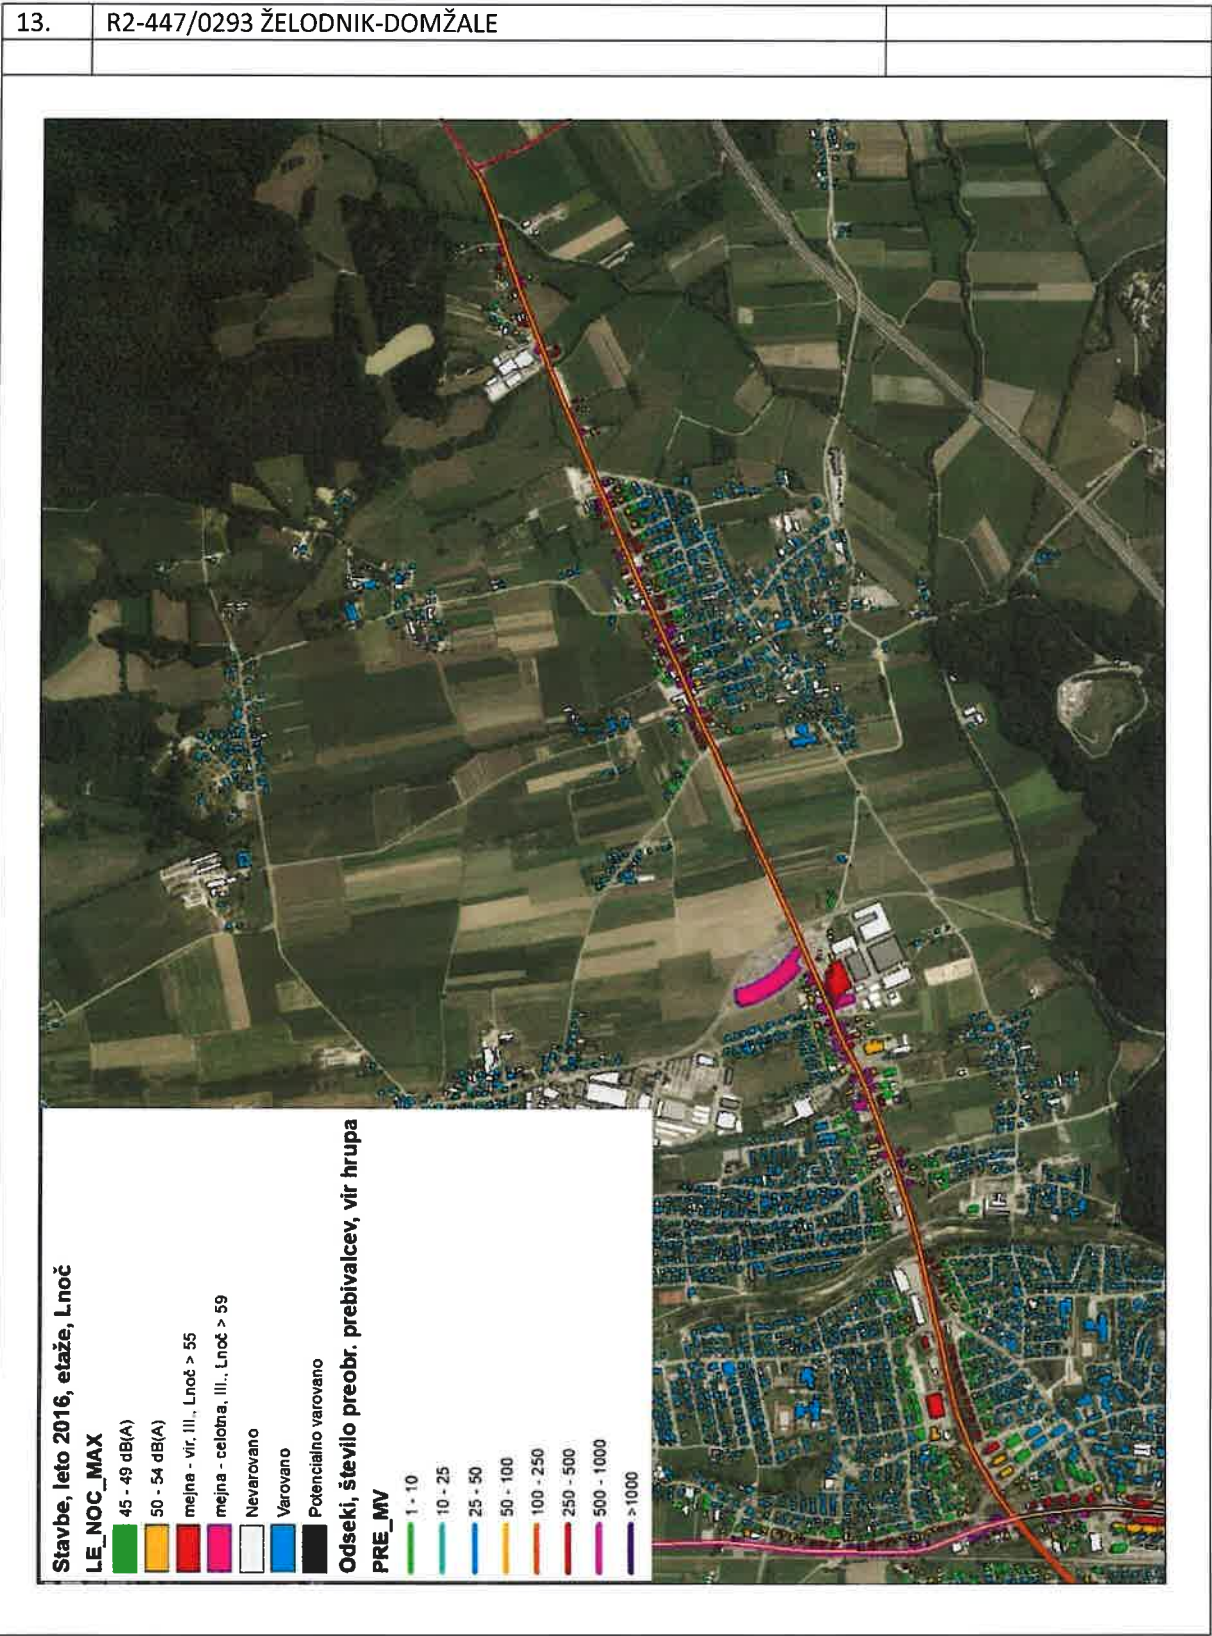 13. R2-447/0293 ŽELODNIK-DOMŽALE
Stavbe, leto 2016, etaže, Lnoč
LE_NOC_MAX
45 - 49 dB(A)
50 - 54 dB(A)
mejna - vir, III., Lnoč > 55
mejna - celotna, III., Lnoč > 59
Nevarovano
Varovano
Potencialno varovano
Odseki, število preobr. prebivalcev, vir hrupa
PRE_MV
1 - 10
10 - 25
25 - 50
50 - 100
100 - 250
250 - 500
500 - 1000
> 1000